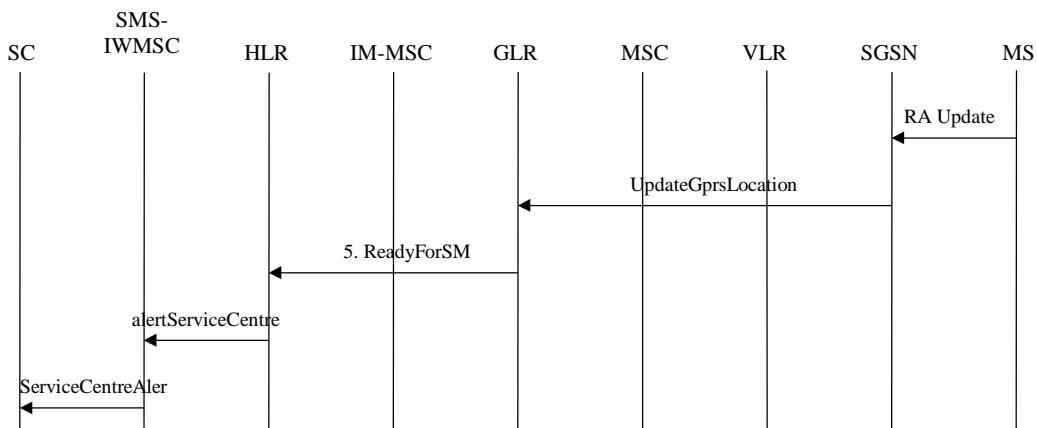 SMS-
IWMSC
SC HLR IM-MSC GLR MSC VLR SGSN MS
RA Update
UpdateGprsLocation
5. ReadyForSM
alertServiceCentre
ServiceCentreAler